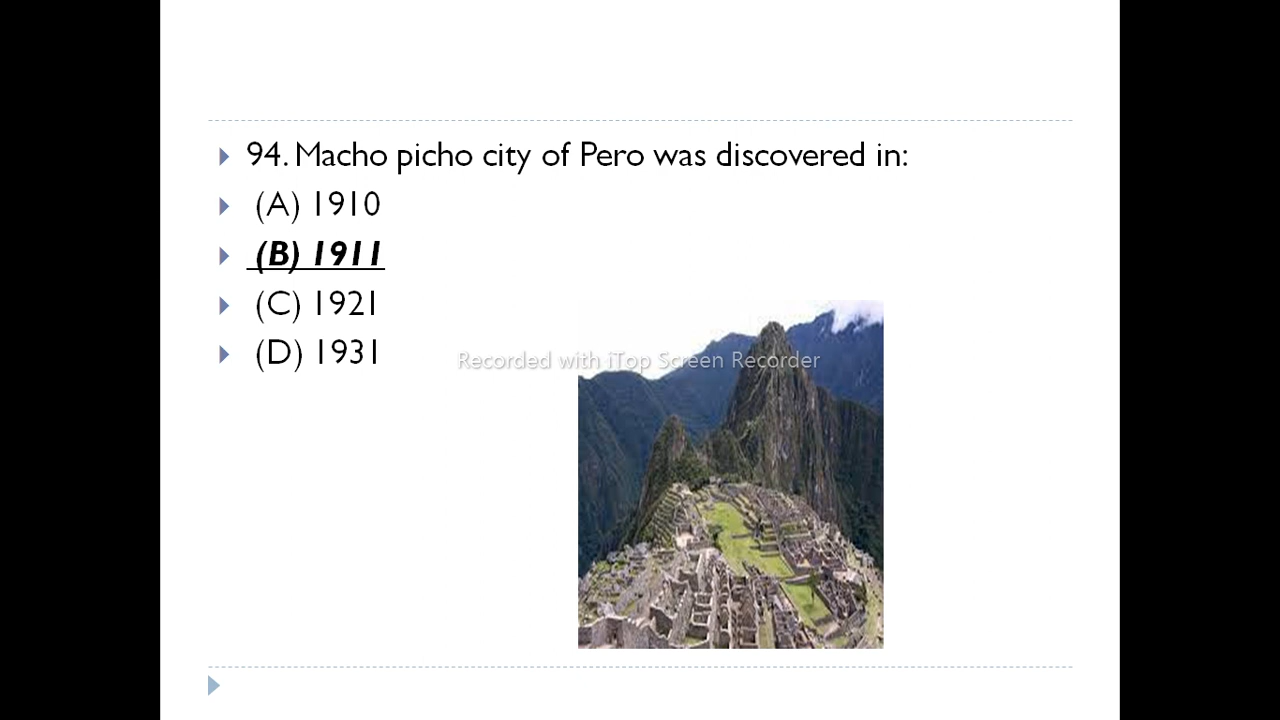 94. Macho picho city of Pero was discovered in:
(A) 1910
(B) 1911
(C) 1921
(D) 1931
Recorded with iTop Screen Recorder